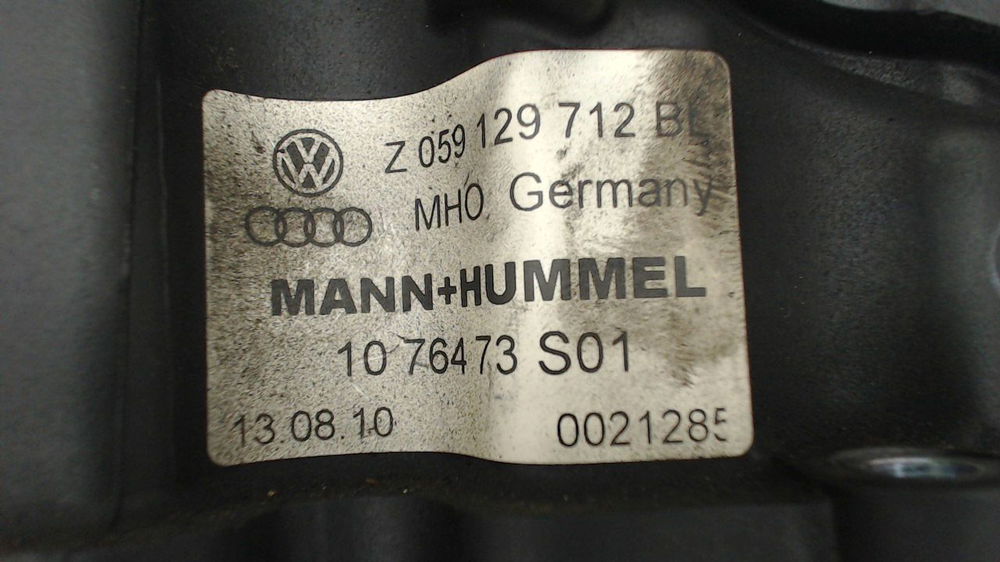 Z 059 129 712 BL
MHO Germany
MANN+HUMMEL
10 76473 S01
13.08.10 0021285